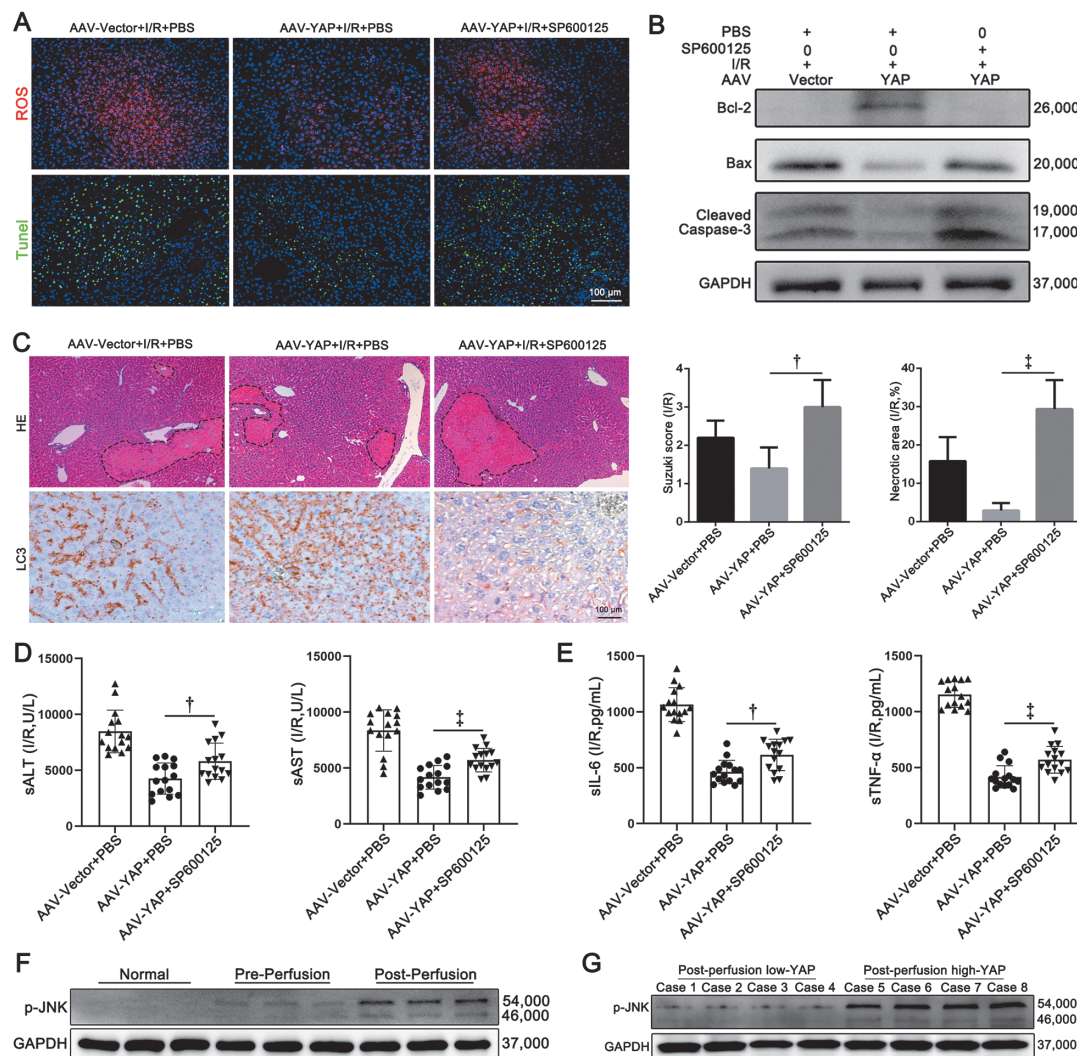 A
AAV-Vector+I/R+PBS AAV-YAP+I/R+PBS AAV-YAP+I/R+SP600125
ROS
Tunel
100 μm
B
PBS + + 0
SP600125 0 0 +
I/R + + +
AAV Vector YAP YAP
Bcl-2 26,000
Bax 20,000
Cleaved Caspase-3 19,000 17,000
GAPDH 37,000
C
AAV-Vector+I/R+PBS AAV-YAP+I/R+PBS AAV-YAP+I/R+SP600125
HE
LC3
100 μm
Suzuki score (I/R)
4
3
2
1
0
†
AAV-Vector+PBS
AAV-YAP+PBS
AAV-YAP+SP600125
Necrotic area (I/R,%)
40
30
20
10
0
‡
AAV-Vector+PBS
AAV-YAP+PBS
AAV-YAP+SP600125
D
sALT (I/R,U/L)
15000
10000
5000
0
†
AAV-Vector+PBS
AAV-YAP+PBS
AAV-YAP+SP600125
sAST (I/R,U/L)
15000
10000
5000
0
‡
AAV-Vector+PBS
AAV-YAP+PBS
AAV-YAP+SP600125
E
sIL-6 (I/R,pg/mL)
1500
1000
500
0
†
AAV-Vector+PBS
AAV-YAP+PBS
AAV-YAP+SP600125
sTNF-α (I/R,pg/mL)
1500
1000
500
0
‡
AAV-Vector+PBS
AAV-YAP+PBS
AAV-YAP+SP600125
F
Normal Pre-Perfusion Post-Perfusion
p-JNK 54,000
46,000
GAPDH 37,000
G
Post-perfusion low-YAP Post-perfusion high-YAP
Case 1 Case 2 Case 3 Case 4 Case 5 Case 6 Case 7 Case 8
p-JNK 54,000
46,000
GAPDH 37,000